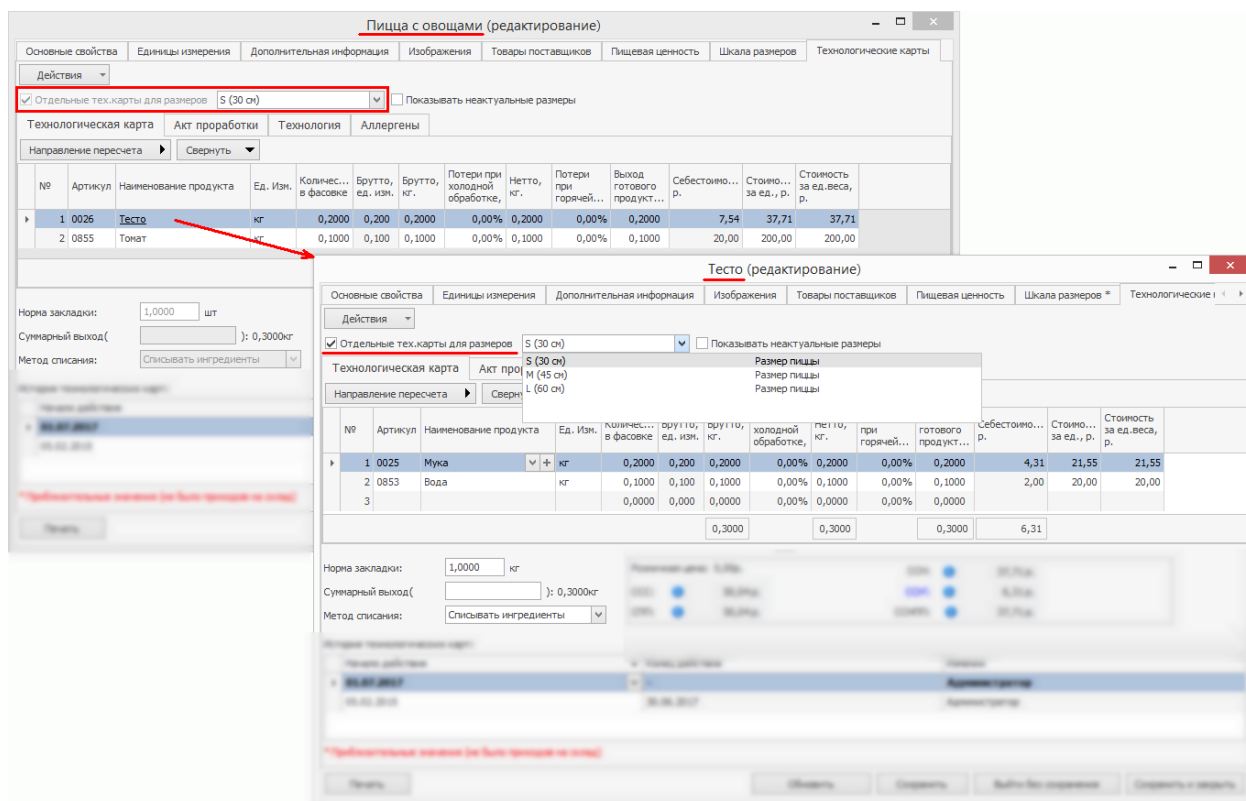 Пицца с овощами (редактирование)
Основные свойства Единицы измерения Дополнительная информация Изображения Товары поставщиков Пищевая ценность Шкала размеров Технологические карты
Действия
Отдельные тех.карты для размеров S (30 см) Показывать неактуальные размеры
Технологическая карта Акт проработки Технология Аллергены
Направление пересчета Свернуть
№ Артикул Наименование продукта Ед. Изм. Количес... в фасовке Брутто, ед. изм. Брутто, кг. Потери при холодной обработке, Нетто, кг. Потери при горячей... Выход готового продукт... Себестоимо... р. Стоимо... за ед., р. Стоимость за ед.веса, р.
1 0026 Тесто кг 0,2000 0,200 0,2000 0,00% 0,2000 0,00% 0,2000 7,54 37,71 37,71
2 0855 Томат кг 0,1000 0,100 0,1000 0,00% 0,1000 0,00% 0,1000 20,00 200,00 200,00
Норма закладки: 1,0000 шт
Суммарный выход( ): 0,3000кг
Метод списания: Списывать ингредиенты
Тесто (редактирование)
Основные свойства Единицы измерения Дополнительная информация Изображения Товары поставщиков Пищевая ценность Шкала размеров * Технологические
Действия
Отдельные тех.карты для размеров S (30 см) Показывать неактуальные размеры
S (30 см) Размер пиццы
M (45 см) Размер пиццы
L (60 см) Размер пиццы
Технологическая карта Акт про
Направление пересчета Сверн
№ Артикул Наименование продукта Ед. Изм. Количес... в фасовке Брутто, ед. изм. Брутто, кг. холодной обработке, Нетто, кг. при горячей... готового продукт... Себестоимо... р. Стоимо... за ед., р. Стоимость за ед.веса, р.
1 0025 Мука кг 0,2000 0,200 0,2000 0,00% 0,2000 0,00% 0,2000 4,31 21,55 21,55
2 0853 Вода кг 0,1000 0,100 0,1000 0,00% 0,1000 0,00% 0,1000 2,00 20,00 20,00
3 0,0000 0,000 0,0000 0,00% 0,0000 0,00% 0,0000
0,3000 0,3000 0,3000 6,31
Норма закладки: 1,0000 кг
Суммарный выход( ): 0,3000кг
Метод списания: Списывать ингредиенты